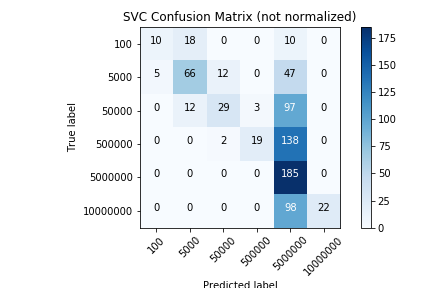 SVC Confusion Matrix (not normalized)
100 10 18 0 0 10 0
5000 5 66 12 0 47 0
50000 0 12 29 3 97 0
500000 0 0 2 19 138 0
5000000 0 0 0 0 185 0
10000000 0 0 0 0 98 22
True label
100 5000 50000 500000 5000000 10000000
Predicted label
175
150
125
100
75
50
25
0